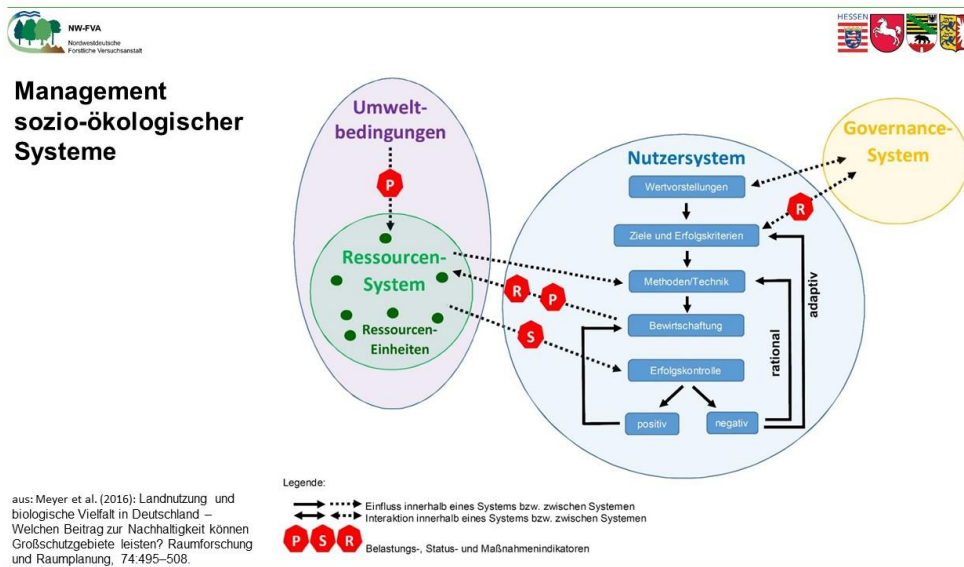 NW-FVA
Nordwestdeutsche
Forstliche Versuchsanstalt
HESSEN
Management
sozio-ökologischer
Systeme
Umwelt-
bedingungen
P
Ressourcen-
System
Ressourcen-
Einheiten
R
P
S
Nutzersystem
Wertvorstellungen
Ziele und Erfolgskriterien
Methoden/Technik
Bewirtschaftung
Erfolgskontrolle
positiv
negativ
rational
adaptiv
R
Governance-
System
aus: Meyer et al. (2016): Landnutzung und
biologische Vielfalt in Deutschland –
Welchen Beitrag zur Nachhaltigkeit können
Großschutzgebiete leisten? Raumforschung
und Raumplanung, 74:495–508.
Legende:
Einfluss innerhalb eines Systems bzw. zwischen Systemen
Interaktion innerhalb eines Systems bzw. zwischen Systemen
P S R Belastungs-, Status- und Maßnahmenindikatoren